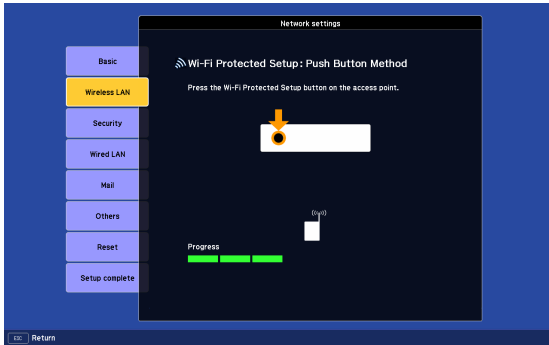 Network settings
Basic
Wireless LAN
Security
Wired LAN
Mail
Others
Reset
Setup complete
Wi-Fi Protected Setup: Push Button Method
Press the Wi-Fi Protected Setup button on the access point.
Progress
ESC Return